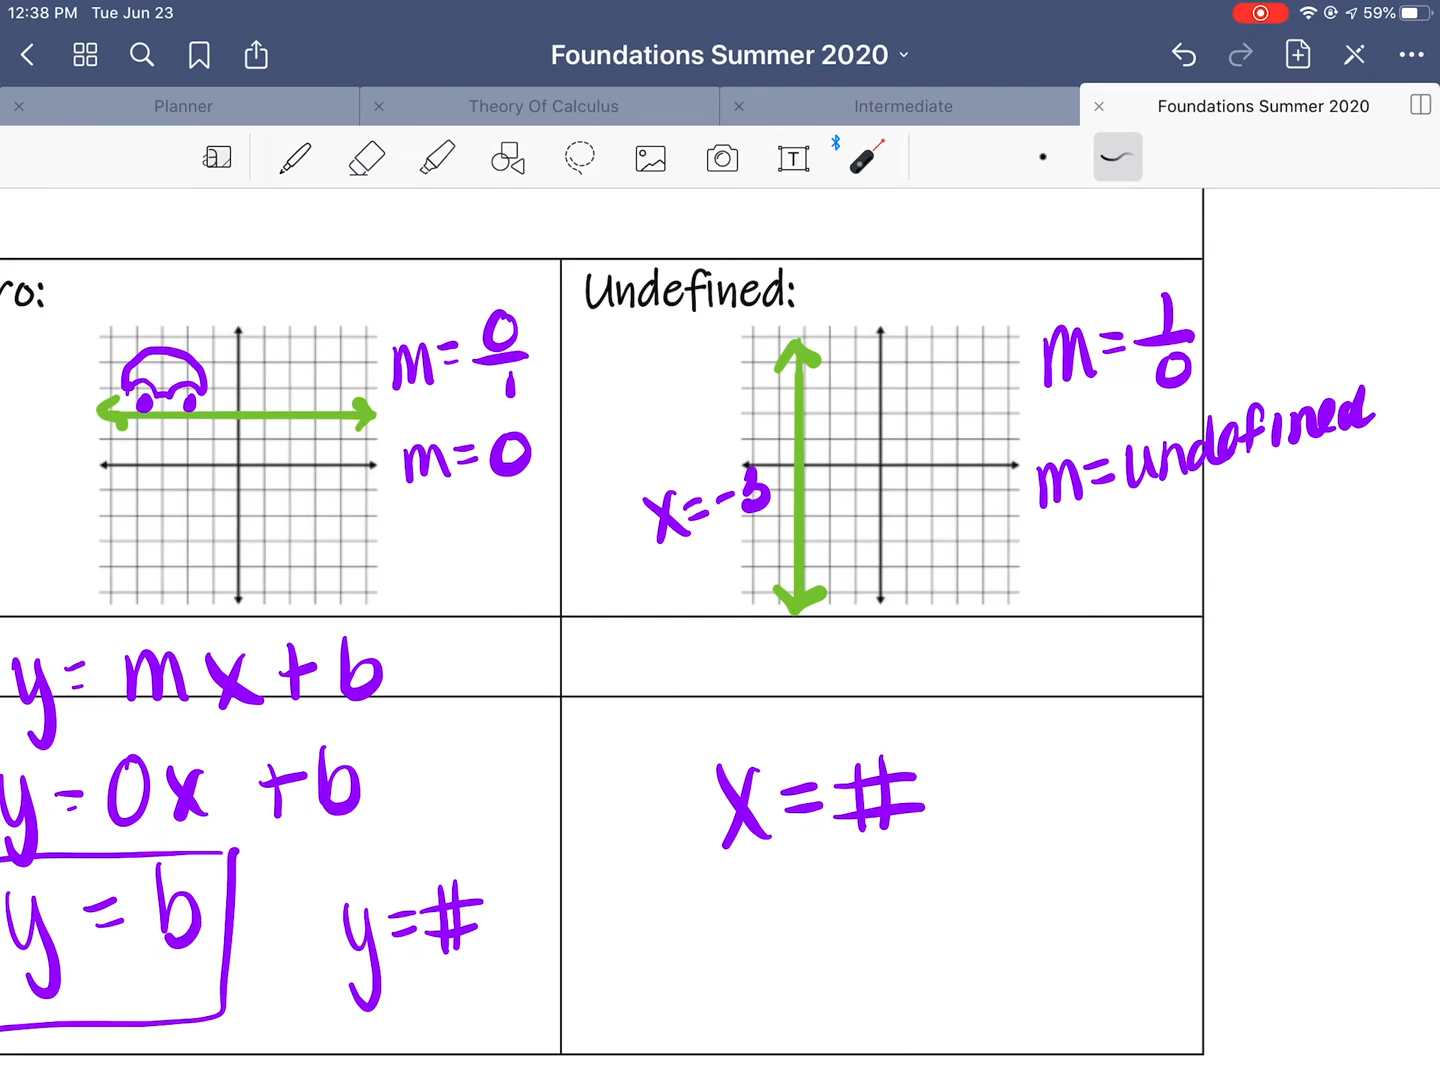 12:38 PM Tue Jun 23
59%
Foundations Summer 2020
Planner
Theory Of Calculus
Intermediate
Foundations Summer 2020
T
ro:
m = 0/1
m = 0
Undefined:
m = 1/0
m = undefined
x = -3
y = mx + b
y = 0x + b
y = b
y = #
x = #